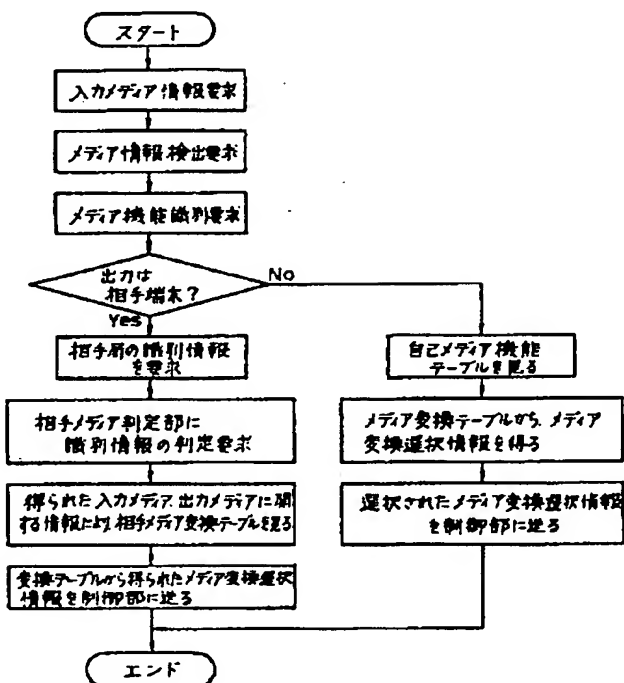 スタート
入力メディア情報要求
メディア情報検出要求
メディア機能識別要求
出力は
相手端末？
No
Yes
相手局の識別情報
を要求
自己メディア機能
テーブルを見る
相手メディア判定部に
識別情報の判定要求
メディア変換テーブルから、メディア
変換選択情報を得る
得られた入力メディア、出力メディアに関
する情報により、相手メディア変換テーブルを見る
選択されたメディア変換選択情報
を制御部に送る
変換テーブルから得られたメディア変換選択
情報を制御部に送る
エンド